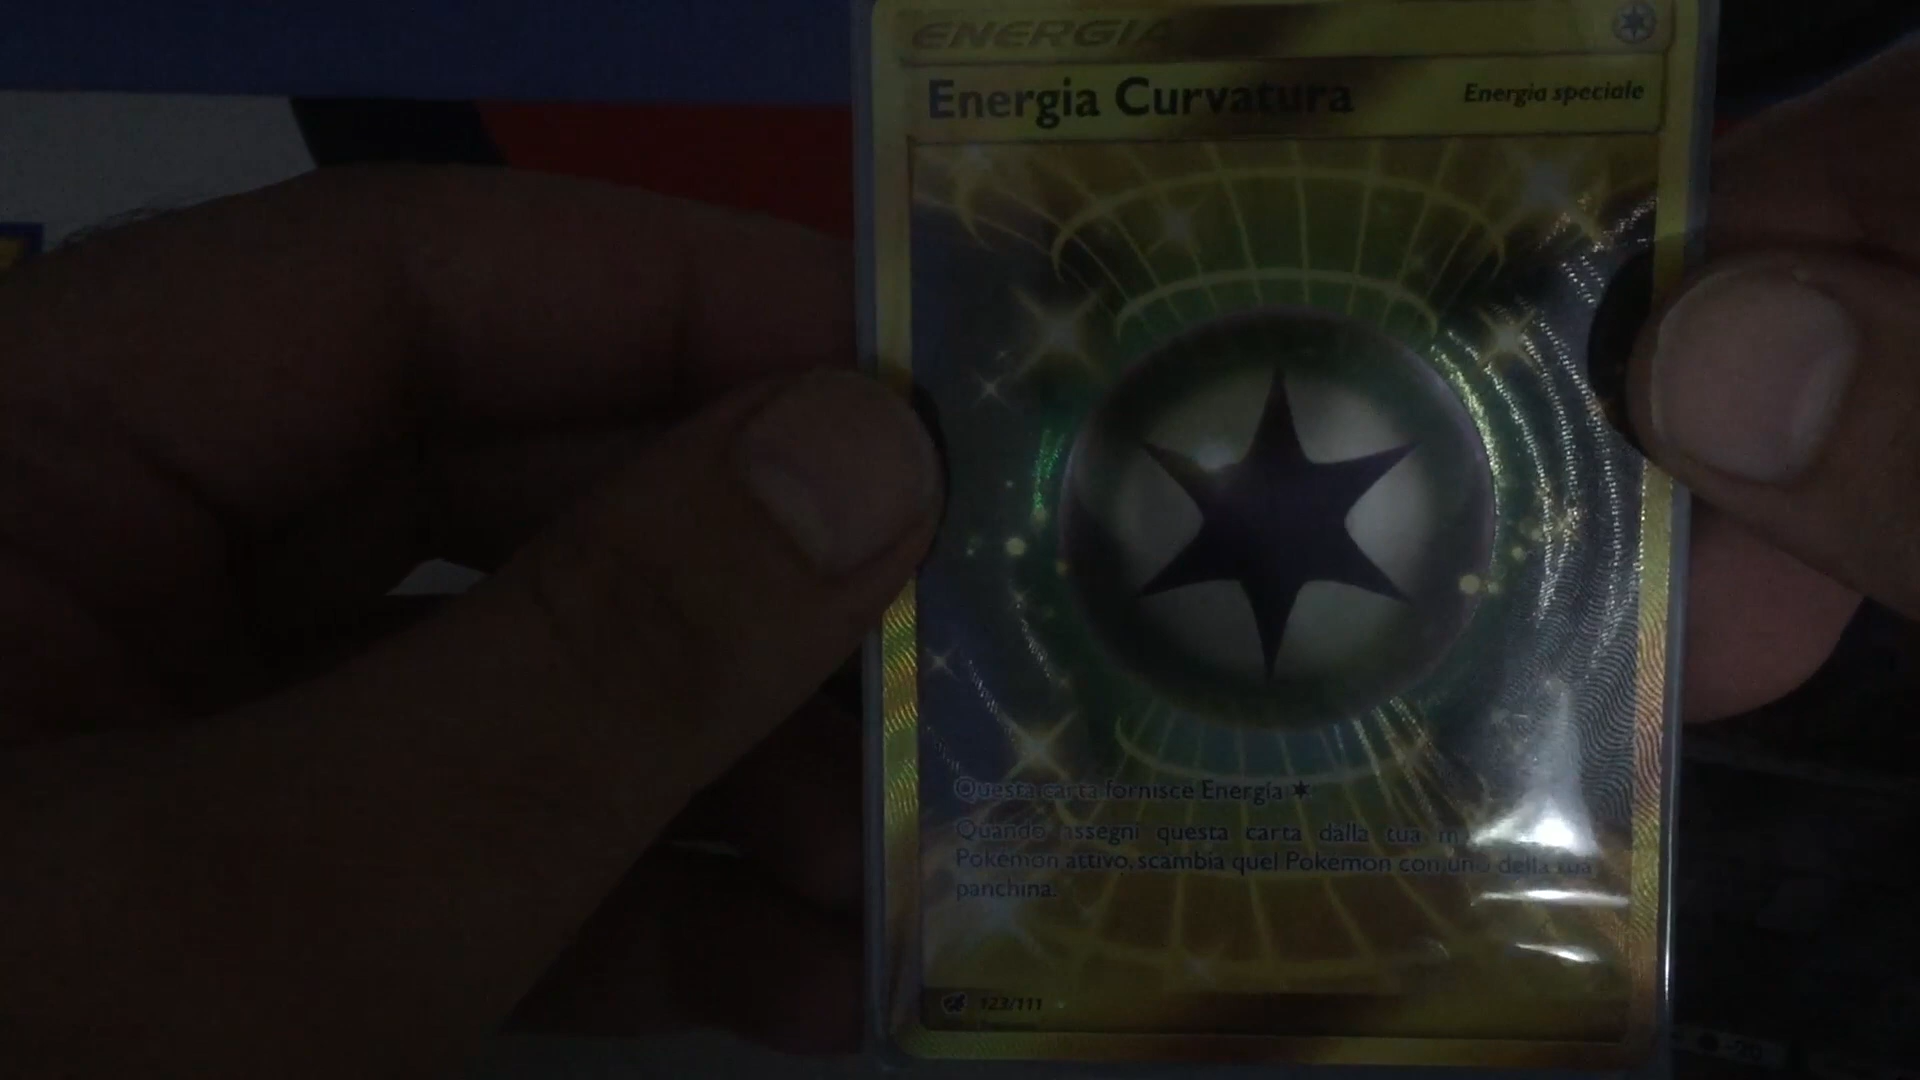 ENERGIA
Energia Curvatura
Energia speciale
Questa carta fornisce Energia
Quando assegni questa carta dalla tua
Pokémon attivo, scambia quel Pokémon con uno della tua
panchina.
123/111